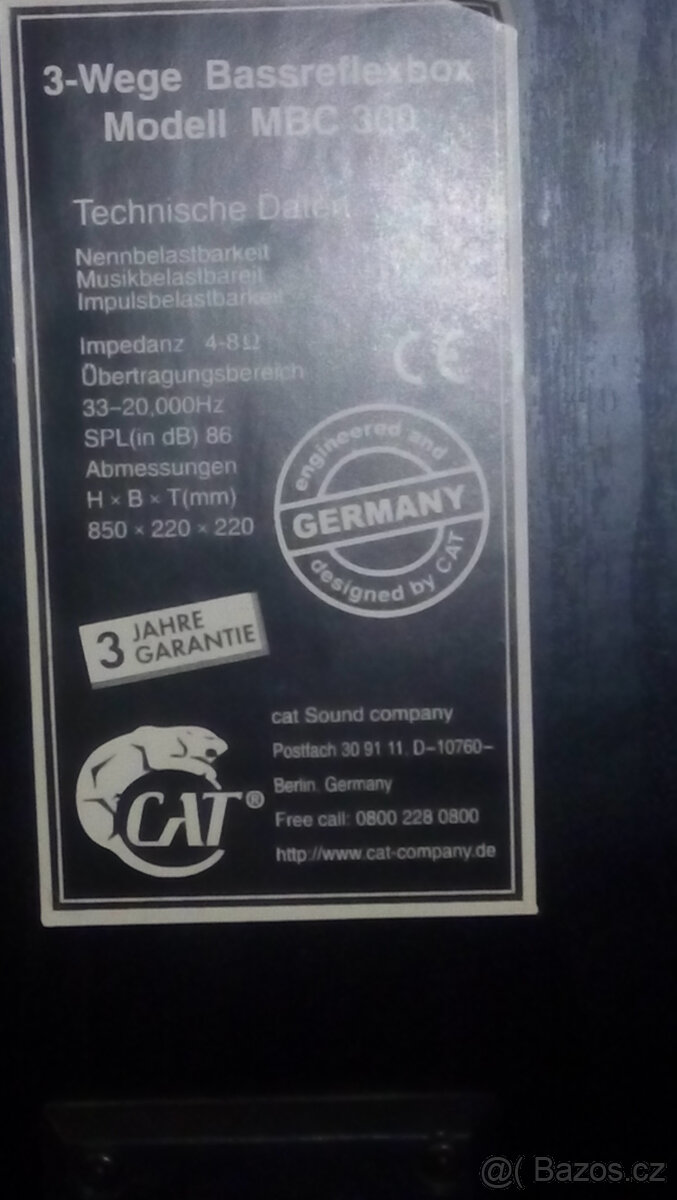 3-Wege Bassreflexbox
Modell MBC 300
Technische Daten
Nennbelastbarkeit
Musikbelastbareit
Impulsbelastbarkeit
Impedanz 4-8Ω
Übertragungsbereich
33-20,000Hz
SPL(in dB) 86
Abmessungen
H × B × T(mm)
850 × 220 × 220
CE
engineered and
GERMANY
designed by CAT
3 JAHRE
GARANTIE
cat Sound company
Postfach 30 91 11, D-10760-
Berlin, Germany
Free call: 0800 228 0800
http://www.cat-company.de
CAT®
@( Bazos.cz